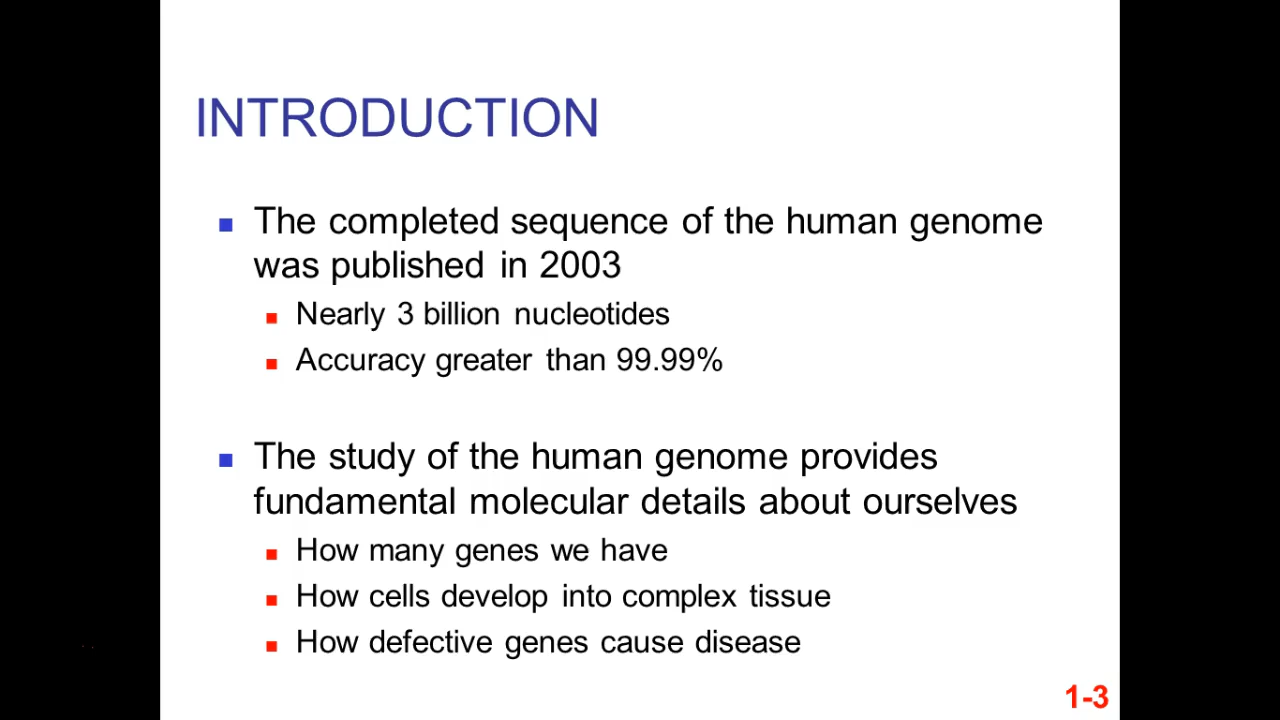 INTRODUCTION
The completed sequence of the human genome
was published in 2003
Nearly 3 billion nucleotides
Accuracy greater than 99.99%
The study of the human genome provides
fundamental molecular details about ourselves
How many genes we have
How cells develop into complex tissue
How defective genes cause disease
1-3